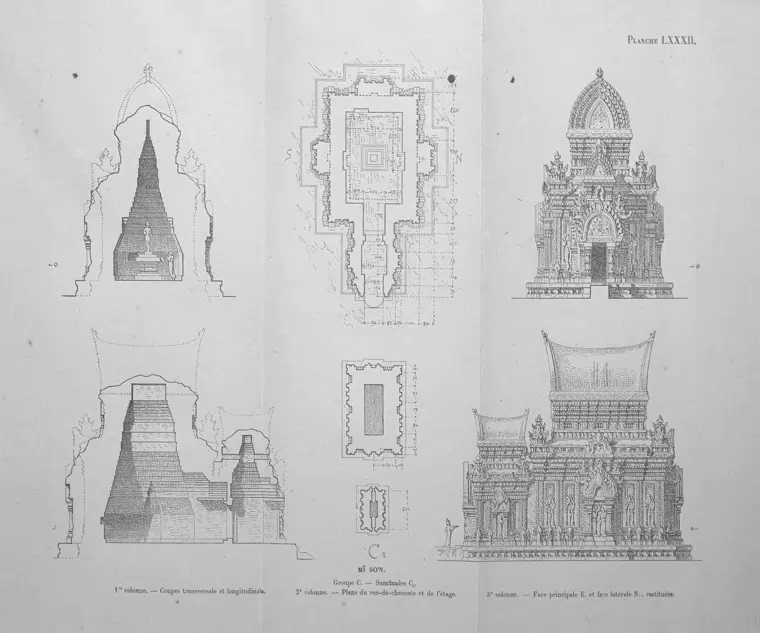 PLANCHE LXXXII.
S
N
C₁
MĨ SO'N.
Groupe C. — Sanctuaire C₁.
1re colonne. — Coupes transversale et longitudinale.
2e colonne. — Plans du rez-de-chaussée et de l'étage.
3e colonne. — Face principale E. et face latérale N., restituées.